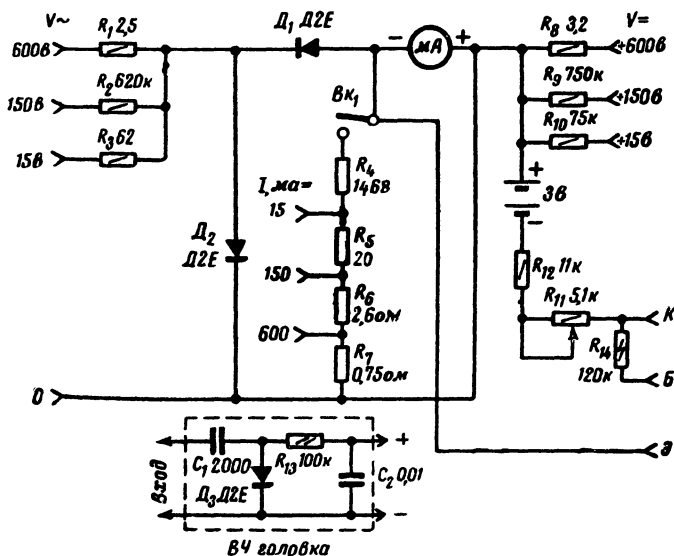 V~
600в
R₁ 2,5
R₂ 620к
150в
R₃ 62
15в
Д₁ Д2Е
Д₂
Д2Е
−
мА
+
Вк₁
R₄
146в
I, ма=
15
R₅
20
150
R₆
2,6ом
600
R₇
0,75ом
0
V=
R₈ 3,2
+600в
R₉ 750к
+150в
R₁₀ 75к
+15в
+
3в
−
R₁₂ 11к
R₁₁ 5,1к
К
R₁₄
120к
Б
д
Вход
C₁ 2000
R₁₃ 100к
Д₃ Д2Е
C₂ 0,01
+
−
ВЧ головка